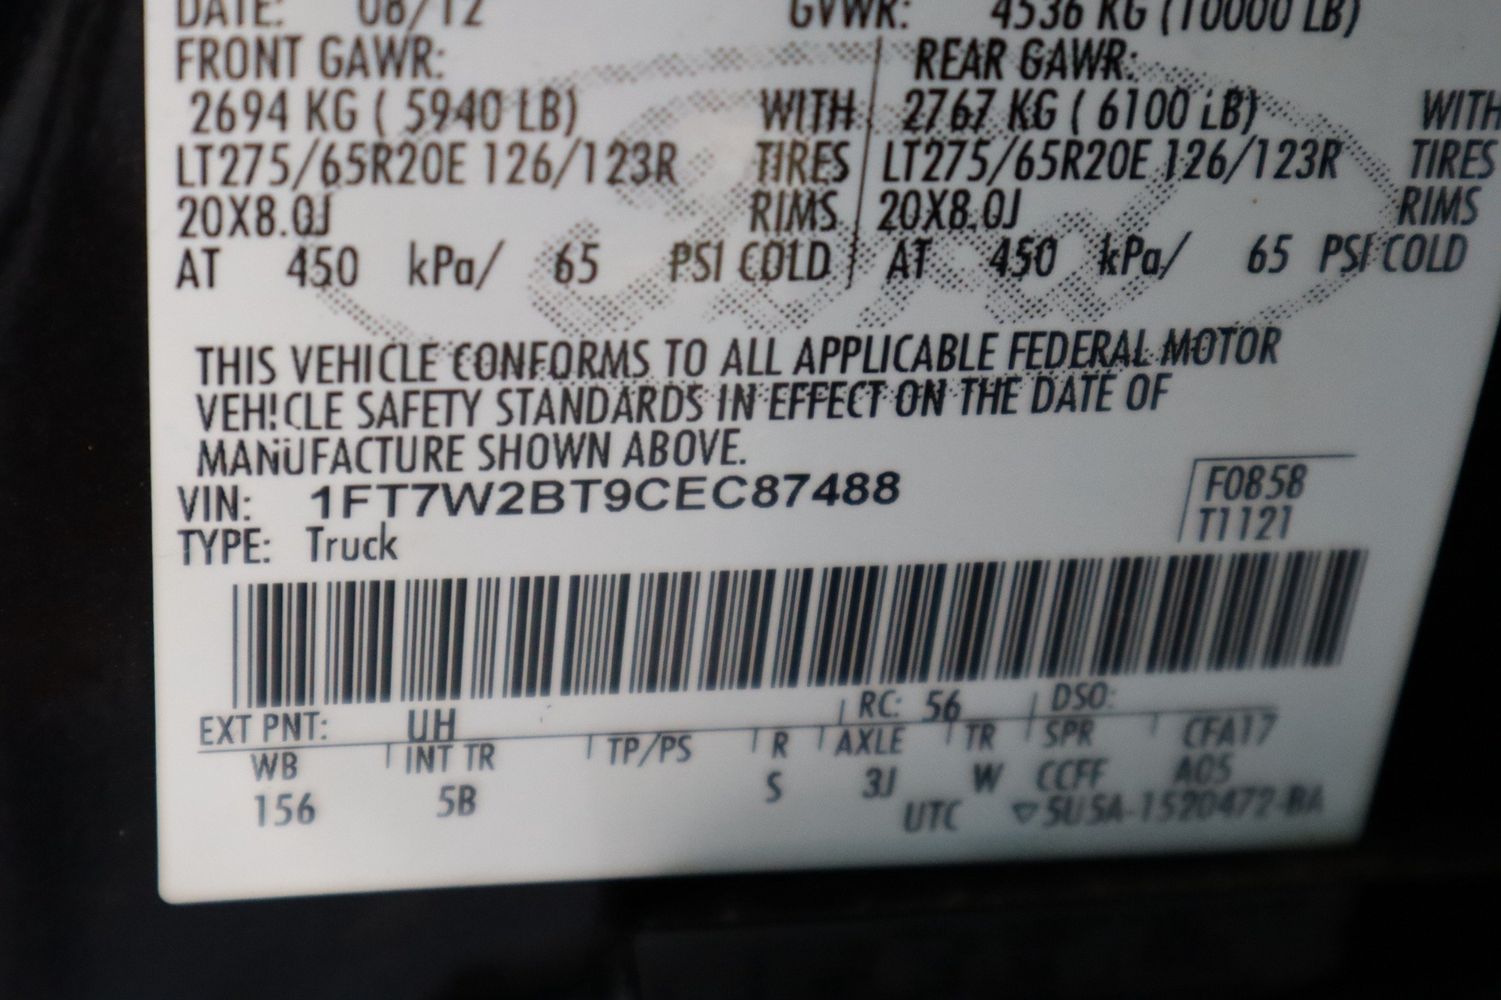 DATE: 08/12 GVWR: 4536 KG (10000 LB)
FRONT GAWR: REAR GAWR:
2694 KG ( 5940 LB) WITH 2767 KG ( 6100 LB) WITH
LT275/65R20E 126/123R TIRES LT275/65R20E 126/123R TIRES
20X8.0J RIMS 20X8.0J RIMS
AT 450 kPa/ 65 PSI COLD AT 450 kPa/ 65 PSI COLD
Ford
THIS VEHICLE CONFORMS TO ALL APPLICABLE FEDERAL MOTOR
VEHICLE SAFETY STANDARDS IN EFFECT ON THE DATE OF
MANUFACTURE SHOWN ABOVE.
VIN: 1FT7W2BT9CEC87488
F0858
T1121
TYPE: Truck
EXT PNT: UH RC: 56 DSO:
WB INT TR TP/PS R AXLE TR SPR CFA17
156 5B S 3J W CCFF A05
UTC ▽5U5A-1520472-BA